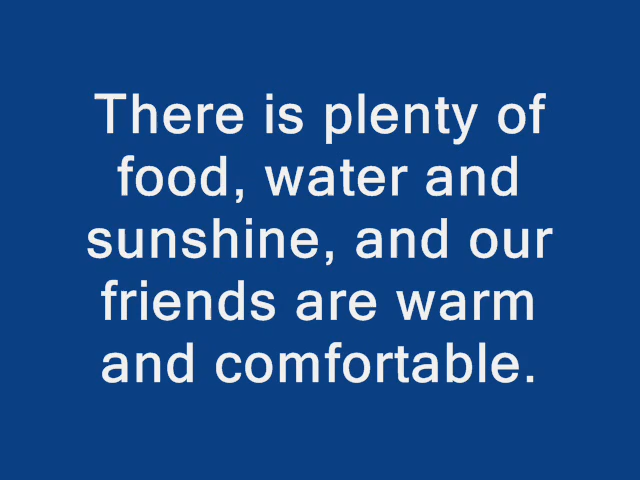 There is plenty of
food, water and
sunshine, and our
friends are warm
and comfortable.